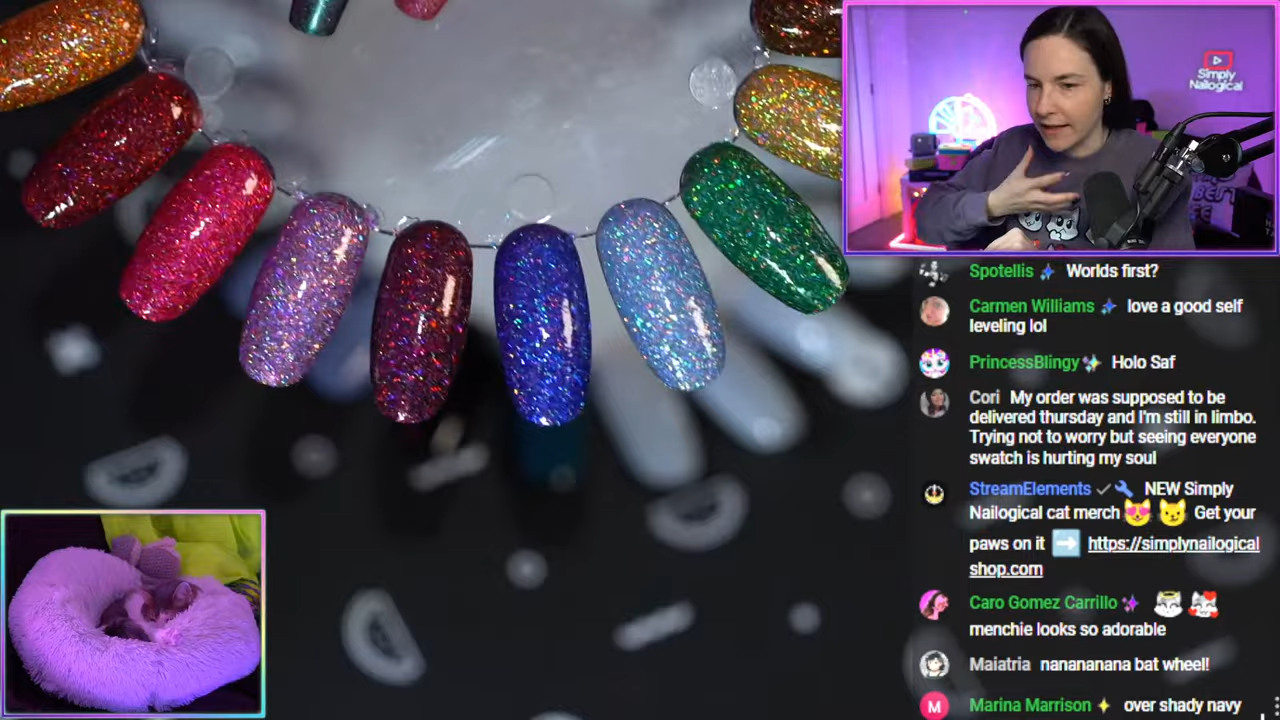 Simply
Nailogical
Spotellis Worlds first?
Carmen Williams love a good self
leveling lol
PrincessBlingy Holo Saf
Cori My order was supposed to be
delivered thursday and I'm still in limbo.
Trying not to worry but seeing everyone
swatch is hurting my soul
StreamElements NEW Simply
Nailogical cat merch Get your
paws on it https://simplynailogical
shop.com
Caro Gomez Carrillo
menchie looks so adorable
Maiatria nanananana bat wheel!
M
Marina Marrison over shady navy